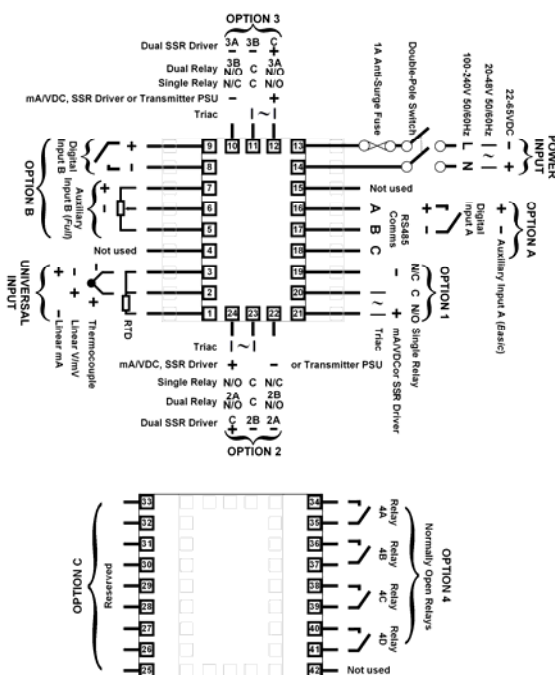 OPTION 3
Dual SSR Driver 3A 3B C
− − +
Dual Relay 3B N/O C 3A N/O
Single Relay N/C C N/O
mA/VDC, SSR Driver or Transmitter PSU − +
Triac | ~ |
9 10 11 12 13
8 14
7 15
6 16
5 17
4 18
3 19
2 20
1 24 23 22 21
1A Anti-Surge Fuse
Double-Pole Switch
100-240V 50/60Hz L N
20-48V 50/60Hz ~
22-65VDC − +
POWER INPUT
Not used
RS485 Comms
A B C
Digital Input A
+ −
Auxiliary Input A (Basic)
+ −
OPTION A
OPTION 1
Single Relay
N/C C N/O
mA/VDCor SSR Driver
− +
Triac
| ~ |
Digital Input B
+ −
Auxiliary Input B (Full)
+ −
OPTION B
Not used
RTD
Thermocouple
− +
Linear V/mV
+
Linear mA
+ −
UNIVERSAL INPUT
Triac | ~ |
mA/VDC, SSR Driver + − or Transmitter PSU
Single Relay N/O C N/C
Dual Relay 2A N/O C 2B N/O
Dual SSR Driver C 2B 2A
+ − −
OPTION 2
33 34
32 35
31 36
30 37
29 38
28 39
27 40
26 41
25 42
OPTION C
Reserved
Relay 4A
Relay 4B
Relay 4C
Relay 4D
Normally Open Relays
OPTION 4
Not used